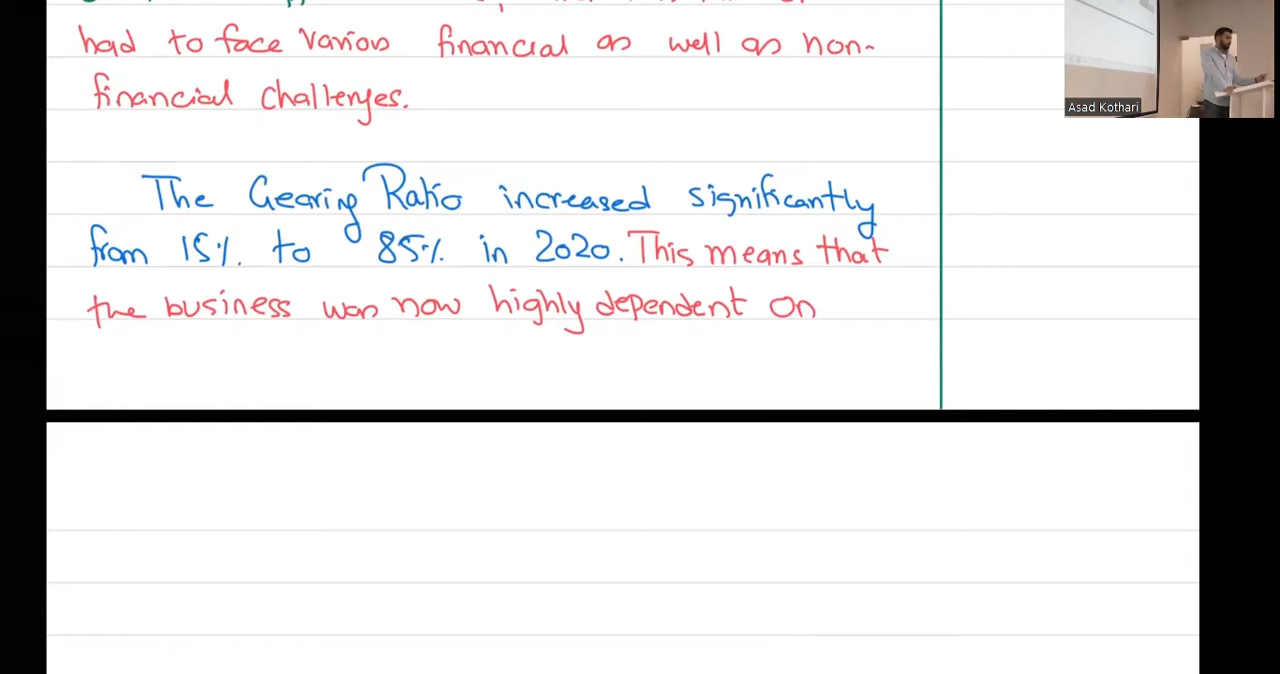 had to face various financial as well as non-
financial challenges.
The Gearing Ratio increased significantly
from 15% to 85% in 2020. This means that
the business was now highly dependent on
Asad Kothari